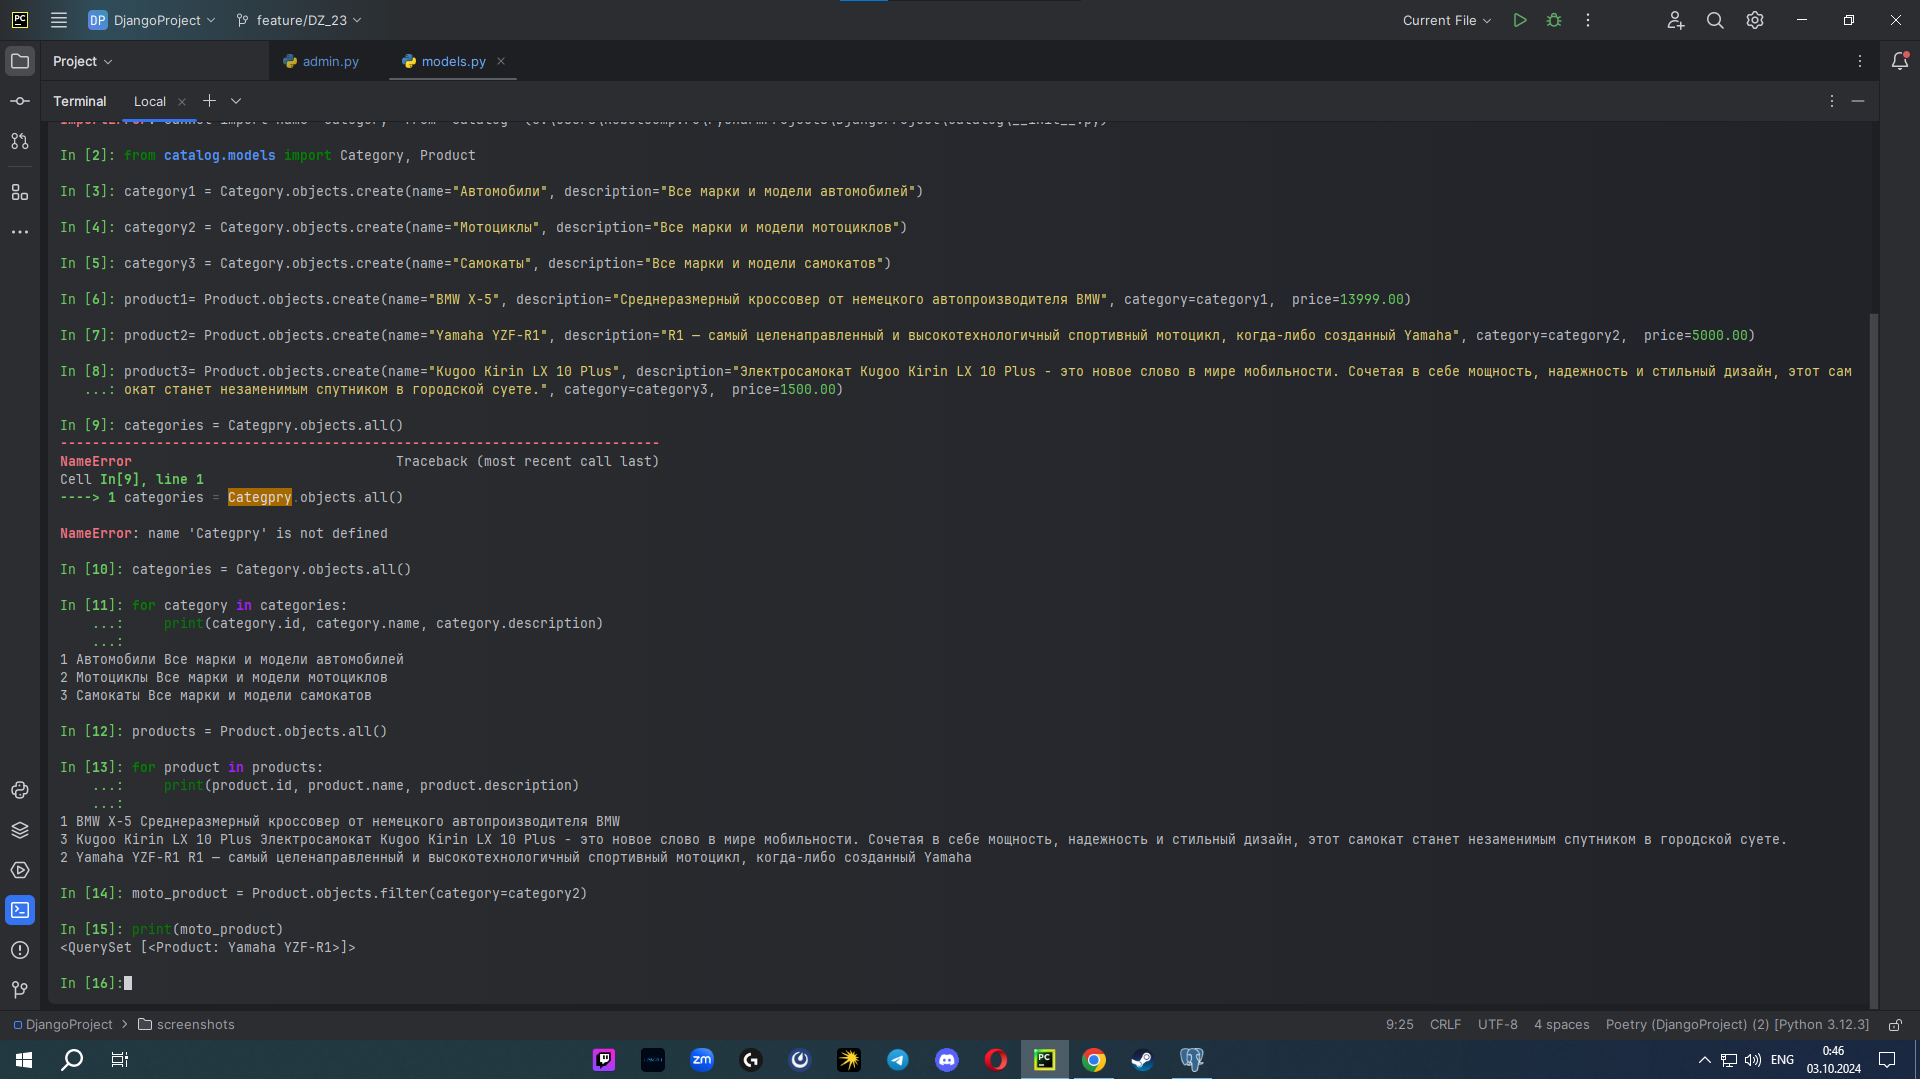 PC DP DjangoProject feature/DZ_23 Current File
Project admin.py models.py
Terminal Local
In [2]: from catalog.models import Category, Product
In [3]: category1 = Category.objects.create(name="Автомобили", description="Все марки и модели автомобилей")
In [4]: category2 = Category.objects.create(name="Мотоциклы", description="Все марки и модели мотоциклов")
In [5]: category3 = Category.objects.create(name="Самокаты", description="Все марки и модели самокатов")
In [6]: product1= Product.objects.create(name="BMW X-5", description="Среднеразмерный кроссовер от немецкого автопроизводителя BMW", category=category1,  price=13999.00)
In [7]: product2= Product.objects.create(name="Yamaha YZF-R1", description="R1 — самый целенаправленный и высокотехнологичный спортивный мотоцикл, когда-либо созданный Yamaha", category=category2,  price=5000.00)
In [8]: product3= Product.objects.create(name="Kugoo Kirin LX 10 Plus", description="Электросамокат Kugoo Kirin LX 10 Plus - это новое слово в мире мобильности. Сочетая в себе мощность, надежность и стильный дизайн, этот сам
...: окат станет незаменимым спутником в городской суете.", category=category3,  price=1500.00)
In [9]: categories = Categpry.objects.all()
---------------------------------------------------------------------------
NameError                                 Traceback (most recent call last)
Cell In[9], line 1
----> 1 categories = Categpry.objects.all()
NameError: name 'Categpry' is not defined
In [10]: categories = Category.objects.all()
In [11]: for category in categories:
...:     print(category.id, category.name, category.description)
...:
1 Автомобили Все марки и модели автомобилей
2 Мотоциклы Все марки и модели мотоциклов
3 Самокаты Все марки и модели самокатов
In [12]: products = Product.objects.all()
In [13]: for product in products:
...:     print(product.id, product.name, product.description)
...:
1 BMW X-5 Среднеразмерный кроссовер от немецкого автопроизводителя BMW
3 Kugoo Kirin LX 10 Plus Электросамокат Kugoo Kirin LX 10 Plus - это новое слово в мире мобильности. Сочетая в себе мощность, надежность и стильный дизайн, этот самокат станет незаменимым спутником в городской суете.
2 Yamaha YZF-R1 R1 — самый целенаправленный и высокотехнологичный спортивный мотоцикл, когда-либо созданный Yamaha
In [14]: moto_product = Product.objects.filter(category=category2)
In [15]: print(moto_product)
<QuerySet [<Product: Yamaha YZF-R1>]>
In [16]:
DjangoProject > screenshots 9:25 CRLF UTF-8 4 spaces Poetry (DjangoProject) (2) [Python 3.12.3]
zm PC ENG 0:46
03.10.2024